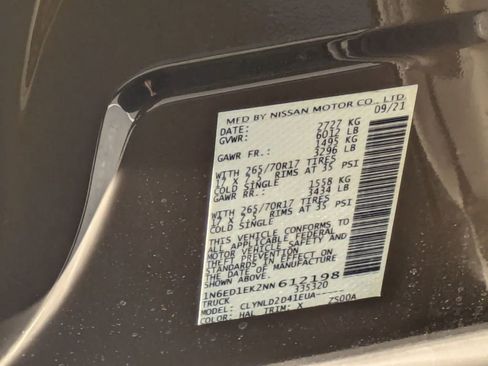 MFD BY NISSAN MOTOR CO., LTD.
DATE: 09/21
GVWR: 2727 KG
6012 LB
GAWR FR.: 1495 KG
3296 LB
WITH 265/70R17 TIRES
17 X 7.5 RIMS AT 35 PSI
COLD SINGLE
GAWR RR.: 1558 KG
3434 LB
WITH 265/70R17 TIRES
17 X 7.5 RIMS AT 35 PSI
COLD SINGLE
THIS VEHICLE CONFORMS TO
ALL APPLICABLE FEDERAL
MOTOR VEHICLE SAFETY
AND THEFT PREVENTION
STANDARDS IN EFFECT ON
THE DATE OF MANUFACTURE
SHOWN ABOVE.
1N6ED1EK2NN612198
TRUCK 335320
MODEL: CLYNLD2D41EUA-----
COLOR: HAL TRIM: X 7500A